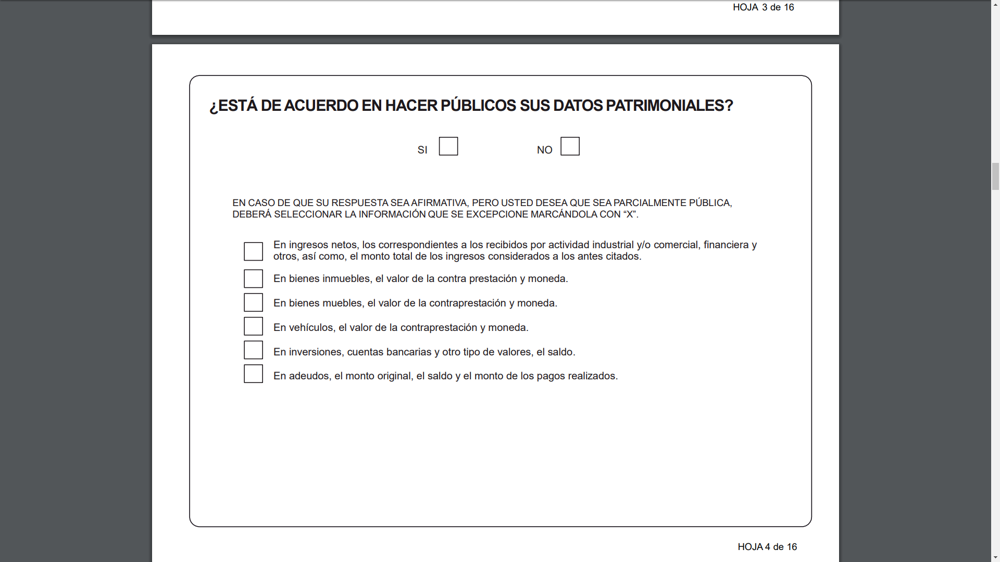 HOJA 3 de 16
¿ESTÁ DE ACUERDO EN HACER PÚBLICOS SUS DATOS PATRIMONIALES?
SI NO
EN CASO DE QUE SU RESPUESTA SEA AFIRMATIVA, PERO USTED DESEA QUE SEA PARCIALMENTE PÚBLICA,
DEBERÁ SELECCIONAR LA INFORMACIÓN QUE SE EXCEPCIONE MARCÁNDOLA CON “X”.
En ingresos netos, los correspondientes a los recibidos por actividad industrial y/o comercial, financiera y
otros, así como, el monto total de los ingresos considerados a los antes citados.
En bienes inmuebles, el valor de la contra prestación y moneda.
En bienes muebles, el valor de la contraprestación y moneda.
En vehículos, el valor de la contraprestación y moneda.
En inversiones, cuentas bancarias y otro tipo de valores, el saldo.
En adeudos, el monto original, el saldo y el monto de los pagos realizados.
HOJA 4 de 16